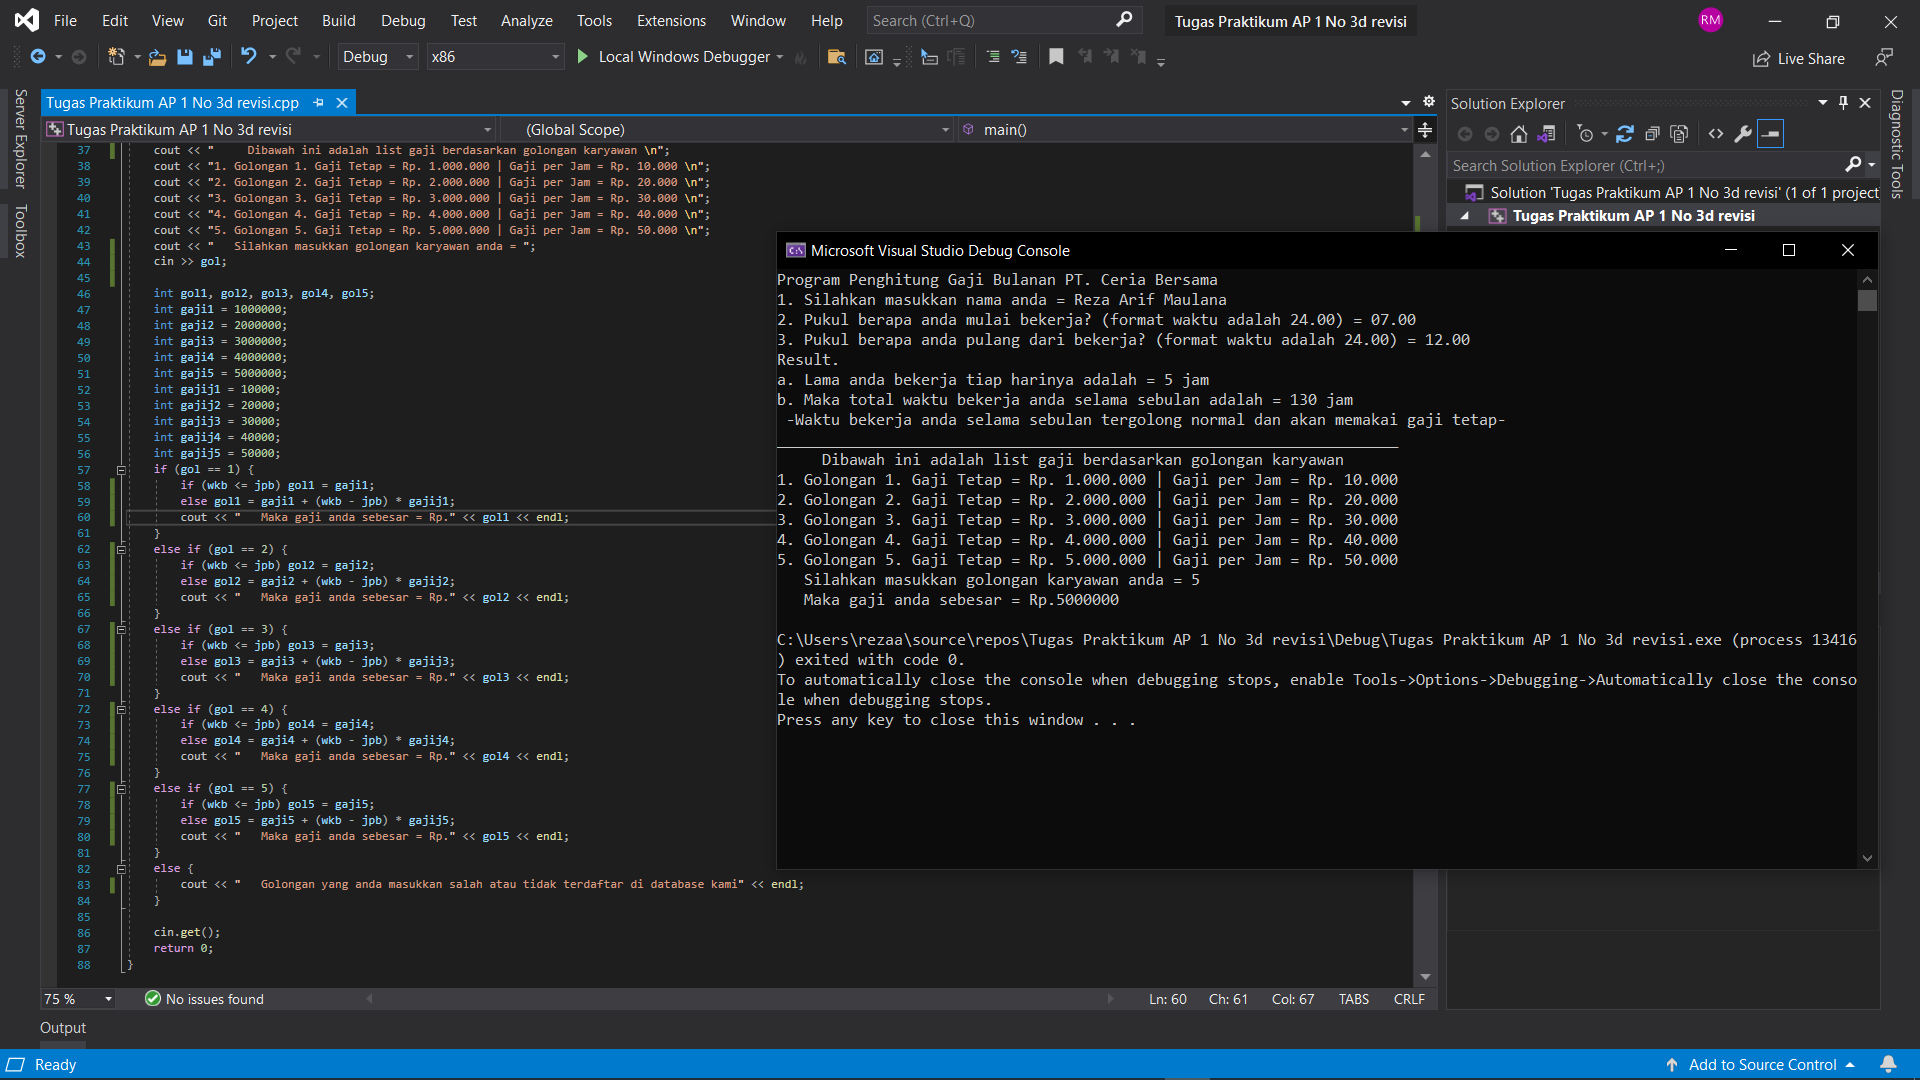 File Edit View Git Project Build Debug Test Analyze Tools Extensions Window Help Search (Ctrl+Q) Tugas Praktikum AP 1 No 3d revisi RM
Debug x86 Local Windows Debugger Live Share
Server Explorer
Toolbox
Tugas Praktikum AP 1 No 3d revisi.cpp
Tugas Praktikum AP 1 No 3d revisi (Global Scope) main()
37 cout << "     Dibawah ini adalah list gaji berdasarkan golongan karyawan \n";
38 cout << "1. Golongan 1. Gaji Tetap = Rp. 1.000.000 | Gaji per Jam = Rp. 10.000 \n";
39 cout << "2. Golongan 2. Gaji Tetap = Rp. 2.000.000 | Gaji per Jam = Rp. 20.000 \n";
40 cout << "3. Golongan 3. Gaji Tetap = Rp. 3.000.000 | Gaji per Jam = Rp. 30.000 \n";
41 cout << "4. Golongan 4. Gaji Tetap = Rp. 4.000.000 | Gaji per Jam = Rp. 40.000 \n";
42 cout << "5. Golongan 5. Gaji Tetap = Rp. 5.000.000 | Gaji per Jam = Rp. 50.000 \n";
43 cout << "   Silahkan masukkan golongan karyawan anda = ";
44 cin >> gol;
45
46 int gol1, gol2, gol3, gol4, gol5;
47 int gaji1 = 1000000;
48 int gaji2 = 2000000;
49 int gaji3 = 3000000;
50 int gaji4 = 4000000;
51 int gaji5 = 5000000;
52 int gajij1 = 10000;
53 int gajij2 = 20000;
54 int gajij3 = 30000;
55 int gajij4 = 40000;
56 int gajij5 = 50000;
57 if (gol == 1) {
58 if (wkb <= jpb) gol1 = gaji1;
59 else gol1 = gaji1 + (wkb - jpb) * gajij1;
60 cout << "   Maka gaji anda sebesar = Rp." << gol1 << endl;
61 }
62 else if (gol == 2) {
63 if (wkb <= jpb) gol2 = gaji2;
64 else gol2 = gaji2 + (wkb - jpb) * gajij2;
65 cout << "   Maka gaji anda sebesar = Rp." << gol2 << endl;
66 }
67 else if (gol == 3) {
68 if (wkb <= jpb) gol3 = gaji3;
69 else gol3 = gaji3 + (wkb - jpb) * gajij3;
70 cout << "   Maka gaji anda sebesar = Rp." << gol3 << endl;
71 }
72 else if (gol == 4) {
73 if (wkb <= jpb) gol4 = gaji4;
74 else gol4 = gaji4 + (wkb - jpb) * gajij4;
75 cout << "   Maka gaji anda sebesar = Rp." << gol4 << endl;
76 }
77 else if (gol == 5) {
78 if (wkb <= jpb) gol5 = gaji5;
79 else gol5 = gaji5 + (wkb - jpb) * gajij5;
80 cout << "   Maka gaji anda sebesar = Rp." << gol5 << endl;
81 }
82 else {
83 cout << "   Golongan yang anda masukkan salah atau tidak terdaftar di database kami" << endl;
84 }
85
86 cin.get();
87 return 0;
88 }
75 % No issues found Ln: 60 Ch: 61 Col: 67 TABS CRLF
Microsoft Visual Studio Debug Console
Program Penghitung Gaji Bulanan PT. Ceria Bersama
1. Silahkan masukkan nama anda = Reza Arif Maulana
2. Pukul berapa anda mulai bekerja? (format waktu adalah 24.00) = 07.00
3. Pukul berapa anda pulang dari bekerja? (format waktu adalah 24.00) = 12.00
Result.
a. Lama anda bekerja tiap harinya adalah = 5 jam
b. Maka total waktu bekerja anda selama sebulan adalah = 130 jam
-Waktu bekerja anda selama sebulan tergolong normal dan akan memakai gaji tetap-
Dibawah ini adalah list gaji berdasarkan golongan karyawan
1. Golongan 1. Gaji Tetap = Rp. 1.000.000 | Gaji per Jam = Rp. 10.000
2. Golongan 2. Gaji Tetap = Rp. 2.000.000 | Gaji per Jam = Rp. 20.000
3. Golongan 3. Gaji Tetap = Rp. 3.000.000 | Gaji per Jam = Rp. 30.000
4. Golongan 4. Gaji Tetap = Rp. 4.000.000 | Gaji per Jam = Rp. 40.000
5. Golongan 5. Gaji Tetap = Rp. 5.000.000 | Gaji per Jam = Rp. 50.000
Silahkan masukkan golongan karyawan anda = 5
Maka gaji anda sebesar = Rp.5000000
C:\Users\rezaa\source\repos\Tugas Praktikum AP 1 No 3d revisi\Debug\Tugas Praktikum AP 1 No 3d revisi.exe (process 13416
) exited with code 0.
To automatically close the console when debugging stops, enable Tools->Options->Debugging->Automatically close the conso
le when debugging stops.
Press any key to close this window . . .
Solution Explorer
Search Solution Explorer (Ctrl+;)
Solution 'Tugas Praktikum AP 1 No 3d revisi' (1 of 1 project
Tugas Praktikum AP 1 No 3d revisi
Diagnostic Tools
Output
Ready Add to Source Control